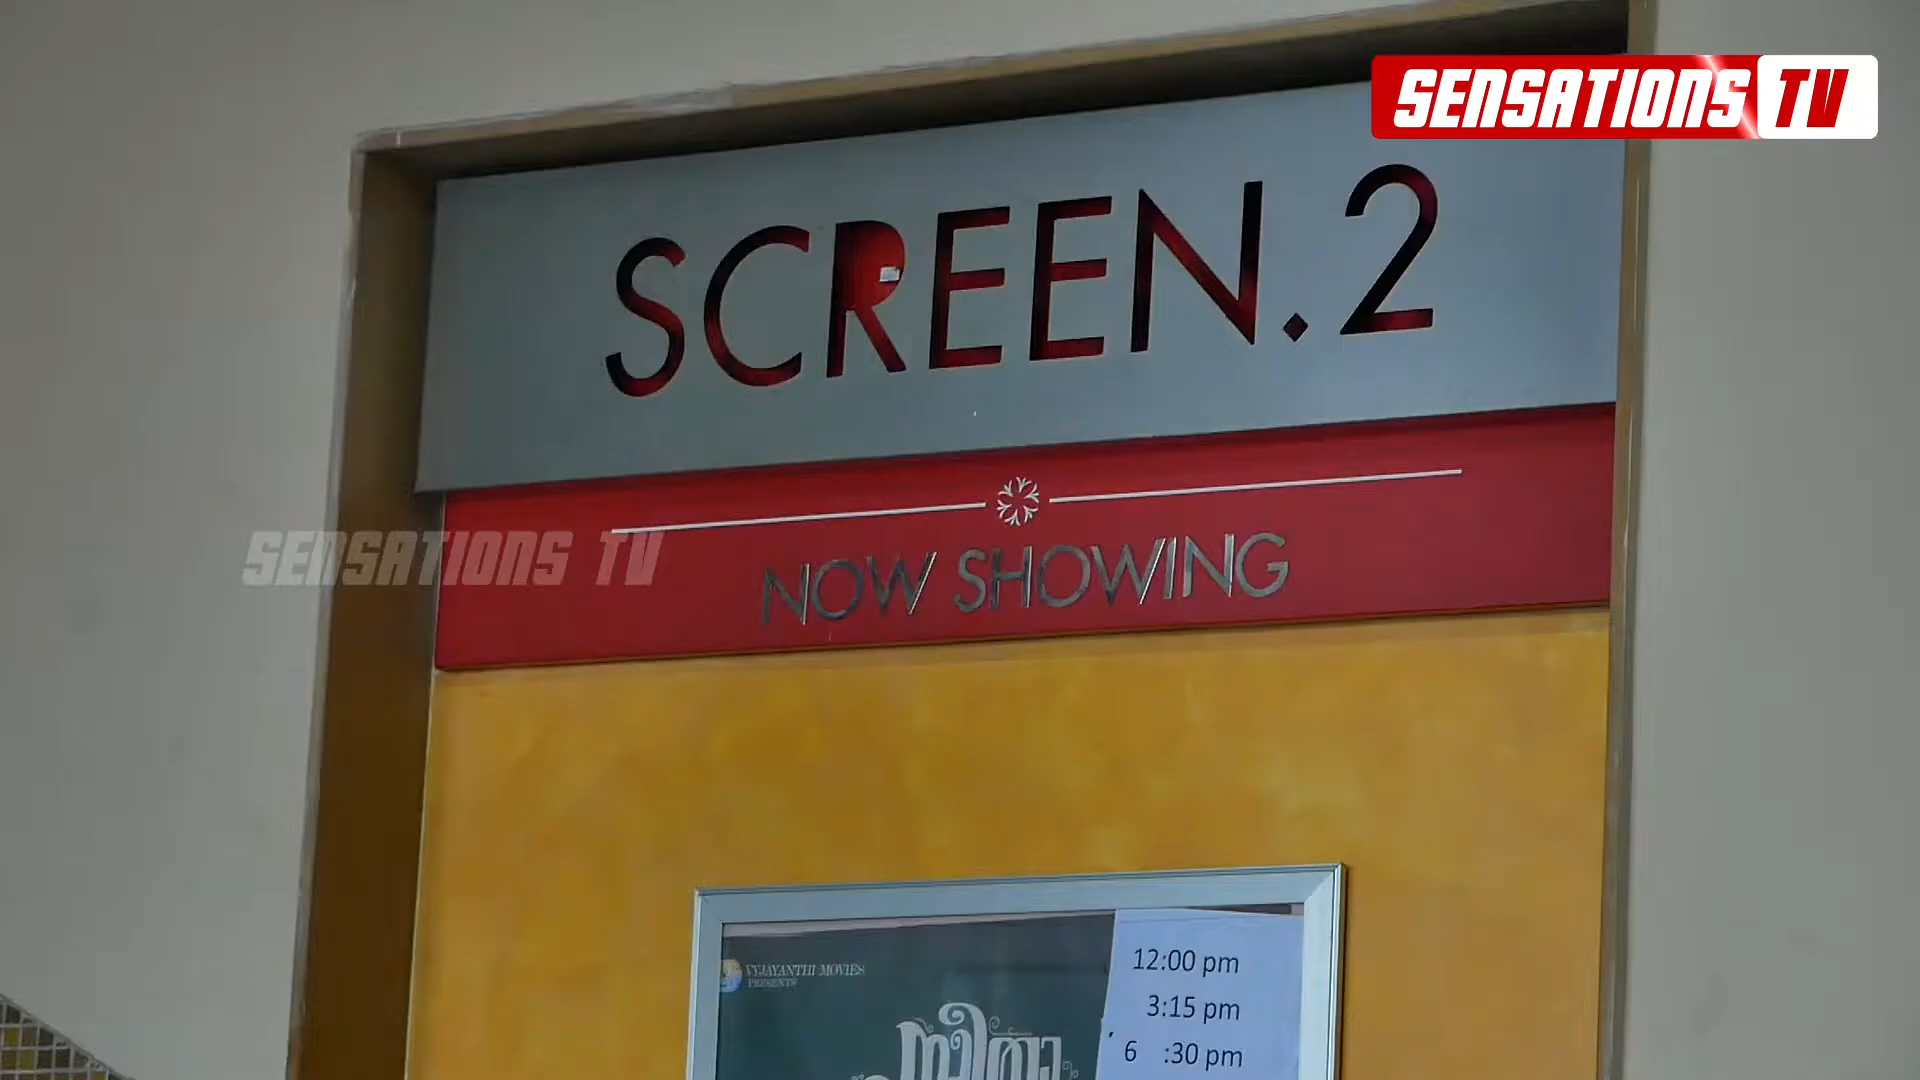 SENSATIONS TV
SCREEN.2
NOW SHOWING
SENSATIONS TV
VYJAYANTHI MOVIES
PRESENTS
സീതാ
12:00 pm
3:15 pm
6 :30 pm